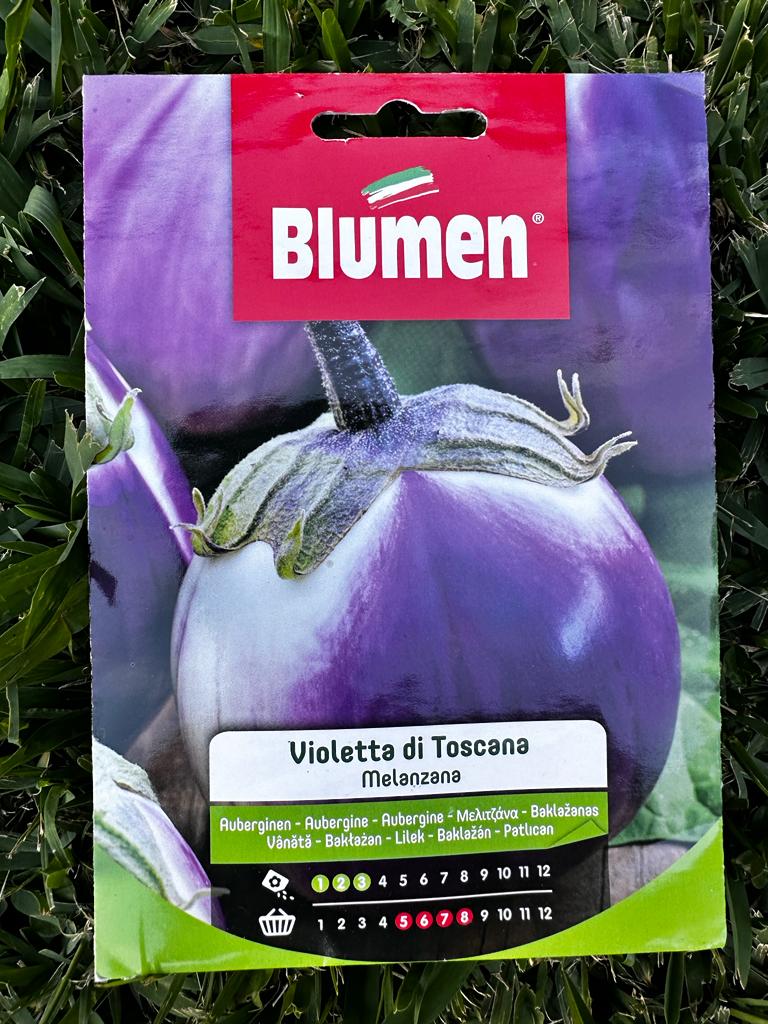 Blumen®
Violetta di Toscana
Melanzana
Auberginen - Aubergine - Aubergine - Μελιτζάνα - Baklažanas
Vânătă - Bakłażan - Lilek - Baklažán - Patlıcan
1 2 3 4 5 6 7 8 9 10 11 12
1 2 3 4 5 6 7 8 9 10 11 12